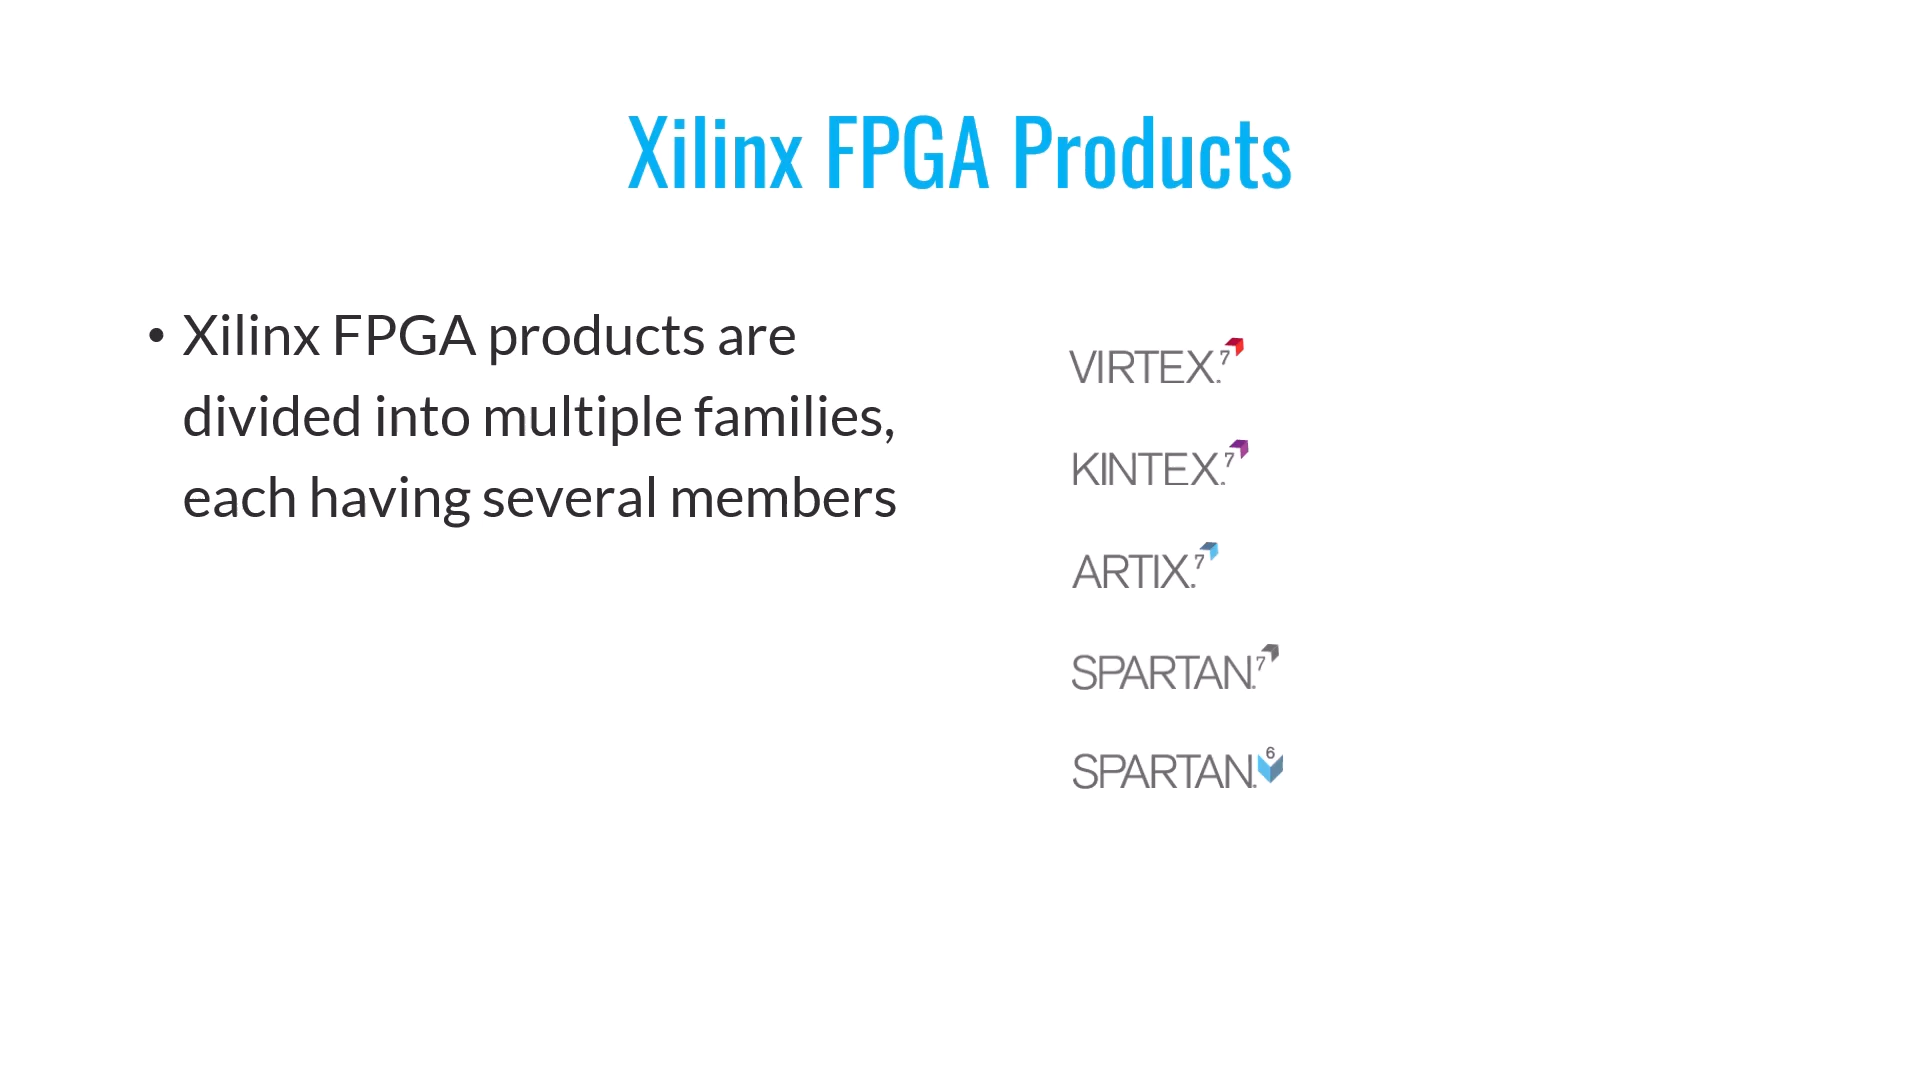 Xilinx FPGA Products
• Xilinx FPGA products are
divided into multiple families,
each having several members
VIRTEX.7
KINTEX.7
ARTIX.7
SPARTAN.7
SPARTAN.6